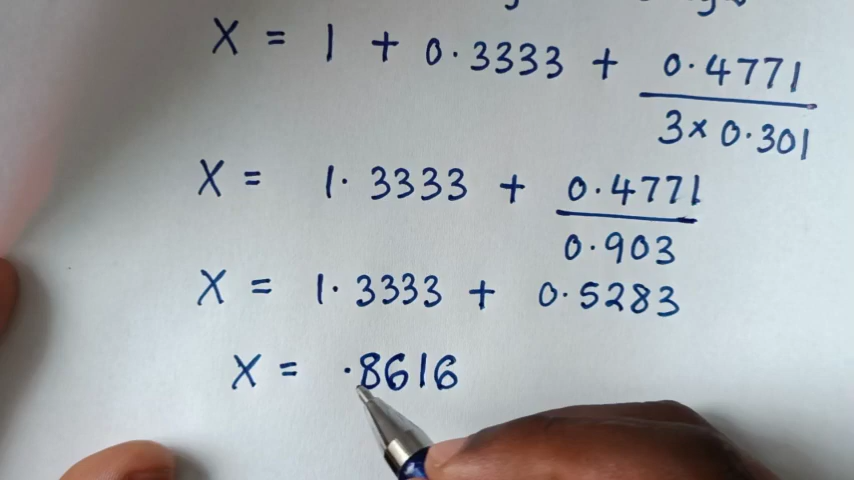 X = 1 + 0.3333 + 0.4771
3 × 0.301
X = 1.3333 + 0.4771
0.903
X = 1.3333 + 0.5283
X = .8616